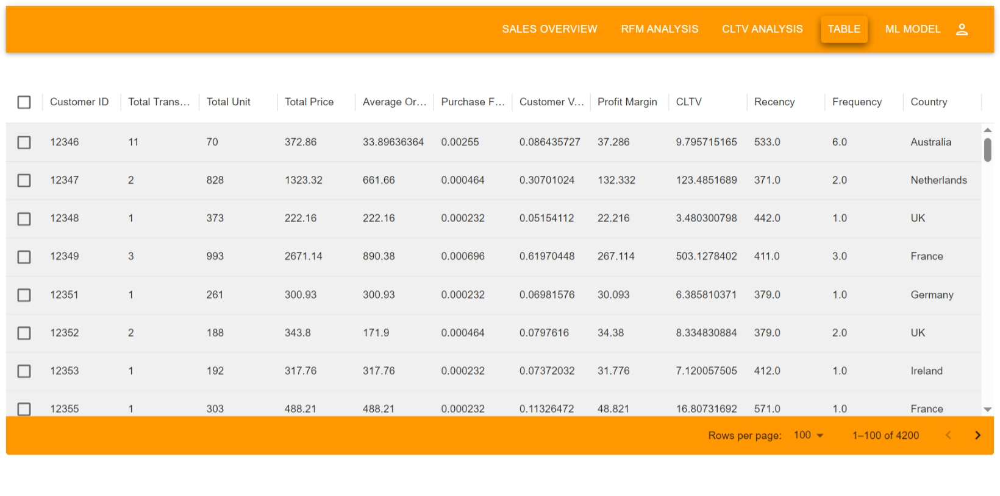 SALES OVERVIEW RFM ANALYSIS CLTV ANALYSIS TABLE ML MODEL
Customer ID Total Trans... Total Unit Total Price Average Or... Purchase F... Customer V... Profit Margin CLTV Recency Frequency Country
12346 11 70 372.86 33.89636364 0.00255 0.086435727 37.286 9.795715165 533.0 6.0 Australia
12347 2 828 1323.32 661.66 0.000464 0.30701024 132.332 123.4851689 371.0 2.0 Netherlands
12348 1 373 222.16 222.16 0.000232 0.05154112 22.216 3.480300798 442.0 1.0 UK
12349 3 993 2671.14 890.38 0.000696 0.61970448 267.114 503.1278402 411.0 3.0 France
12351 1 261 300.93 300.93 0.000232 0.06981576 30.093 6.385810371 379.0 1.0 Germany
12352 2 188 343.8 171.9 0.000464 0.0797616 34.38 8.334830884 379.0 2.0 UK
12353 1 192 317.76 317.76 0.000232 0.07372032 31.776 7.120057505 412.0 1.0 Ireland
12355 1 303 488.21 488.21 0.000232 0.11326472 48.821 16.80731692 571.0 1.0 France
Rows per page: 100 1–100 of 4200